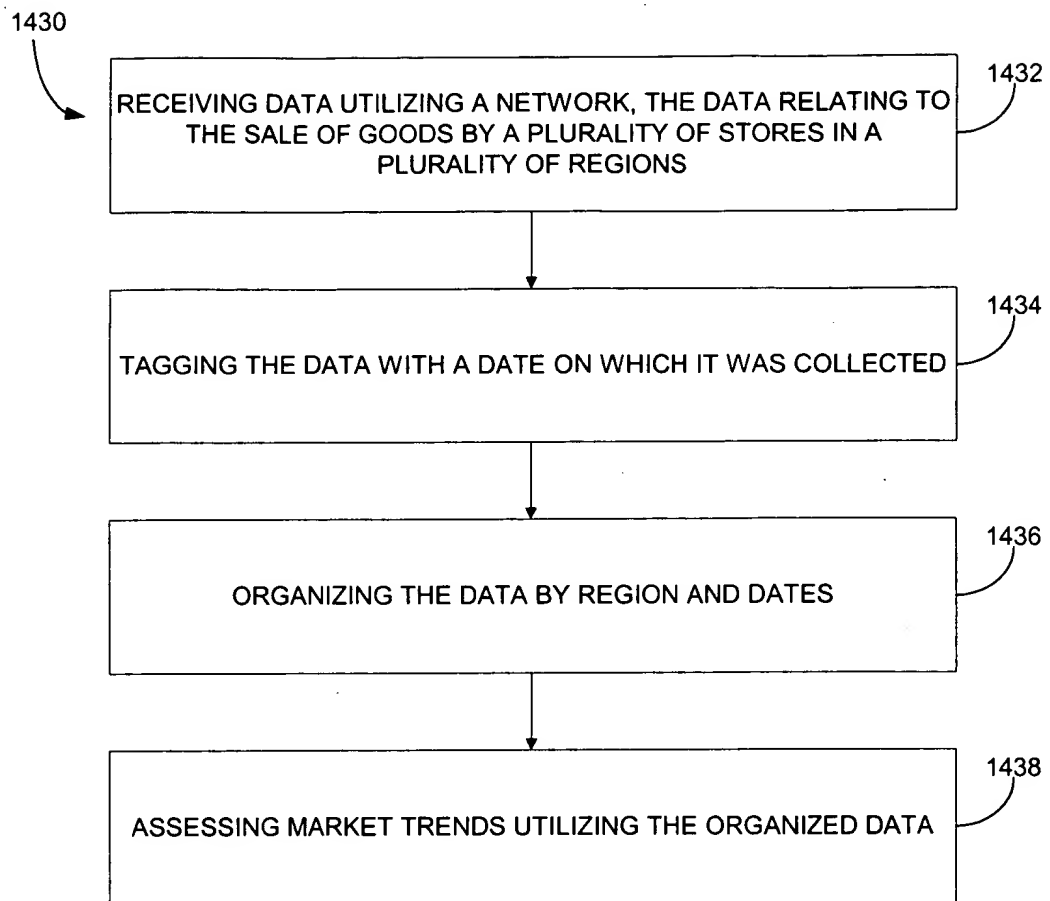 1430
1432
RECEIVING DATA UTILIZING A NETWORK, THE DATA RELATING TO
THE SALE OF GOODS BY A PLURALITY OF STORES IN A
PLURALITY OF REGIONS
1434
TAGGING THE DATA WITH A DATE ON WHICH IT WAS COLLECTED
1436
ORGANIZING THE DATA BY REGION AND DATES
1438
ASSESSING MARKET TRENDS UTILIZING THE ORGANIZED DATA